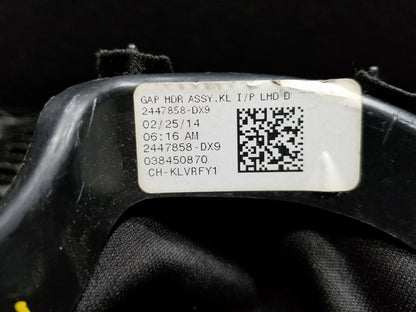 GAP HDR ASSY.KL I/P LHD D
2447858-DX9
02/25/14
06:16 AM
2447858-DX9
038450870
CH-KLVRFY1